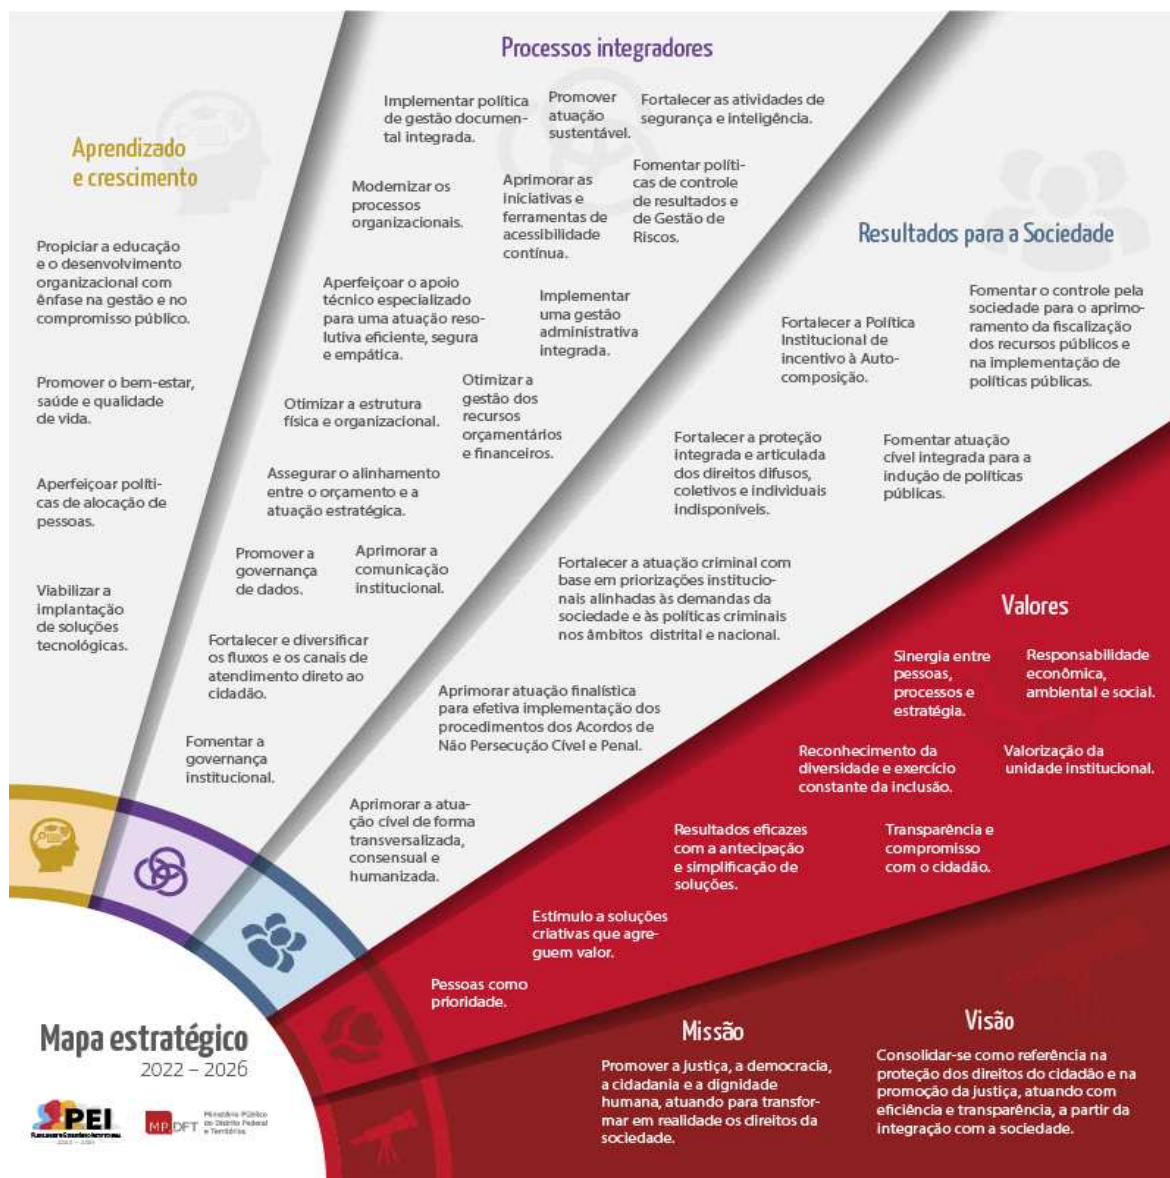 Aprendizado
e crescimento
Propiciar a educação
e o desenvolvimento
organizacional com
ênfase na gestão e no
compromisso público.
Promover o bem-estar,
saúde e qualidade
de vida.
Aperfeiçoar políti-
cas de alocação de
pessoas.
Viabilizar a
implantação
de soluções
tecnológicas.
Processos integradores
Implementar política
de gestão documen-
tal integrada.
Promover
atuação
sustentável.
Fortalecer as atividades de
segurança e inteligência.
Modernizar os
processos
organizacionais.
Aprimorar as
iniciativas e
ferramentas de
acessibilidade
contínua.
Fomentar políti-
cas de controle
de resultados e
de Gestão de
Riscos.
Aperfeiçoar o apoio
técnico especializado
para uma atuação reso-
lutiva eficiente, segura
e empática.
Implementar
uma gestão
administrativa
integrada.
Otimizar a estrutura
física e organizacional.
Otimizar a
gestão dos
recursos
orçamentários
e financeiros.
Assegurar o alinhamento
entre o orçamento e a
atuação estratégica.
Promover a
governança
de dados.
Aprimorar a
comunicação
institucional.
Fortalecer e diversificar
os fluxos e os canais de
atendimento direto ao
cidadão.
Fomentar a
governança
institucional.
Resultados para a Sociedade
Fortalecer a Política
Institucional de
incentivo à Auto-
composição.
Fomentar o controle pela
sociedade para o aprimo-
ramento da fiscalização
dos recursos públicos e
na implementação de
políticas públicas.
Fortalecer a proteção
integrada e articulada
dos direitos difusos,
coletivos e individuais
indisponíveis.
Fomentar atuação
cível integrada para a
indução de políticas
públicas.
Fortalecer a atuação criminal com
base em priorizações institucio-
nais alinhadas às demandas da
sociedade e às políticas criminais
nos âmbitos distrital e nacional.
Aprimorar atuação finalística
para efetiva implementação dos
procedimentos dos Acordos de
Não Persecução Cível e Penal.
Aprimorar a atua-
ção cível de forma
transversalizada,
consensual e
humanizada.
Valores
Sinergia entre
pessoas,
processos e
estratégia.
Responsabilidade
econômica,
ambiental e social.
Reconhecimento da
diversidade e exercício
constante da inclusão.
Valorização da
unidade institucional.
Resultados eficazes
com a antecipação
e simplificação de
soluções.
Transparência e
compromisso
com o cidadão.
Estímulo a soluções
criativas que agre-
guem valor.
Pessoas como
prioridade.
Missão
Promover a justiça, a democracia,
a cidadania e a dignidade
humana, atuando para transfor-
mar em realidade os direitos da
sociedade.
Visão
Consolidar-se como referência na
proteção dos direitos do cidadão e na
promoção da justiça, atuando com
eficiência e transparência, a partir da
integração com a sociedade.
Mapa estratégico
2022 – 2026
PEI
MPDFT
Ministério Público
do Distrito Federal
e Territórios